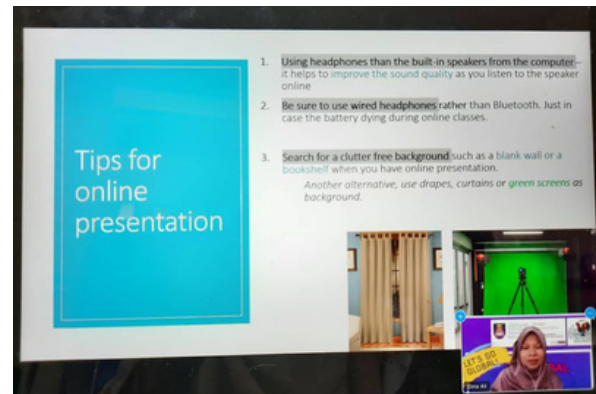 Tips for
online
presentation
1. Using headphones than the built-in speakers from the computer –
it helps to improve the sound quality as you listen to the speaker
online
2. Be sure to use wired headphones rather than Bluetooth. Just in
case the battery dying during online classes.
3. Search for a clutter free background such as a blank wall or a
bookshelf when you have online presentation.
Another alternative, use drapes, curtains or green screens as
background.
LET'S GO
GLOBAL!